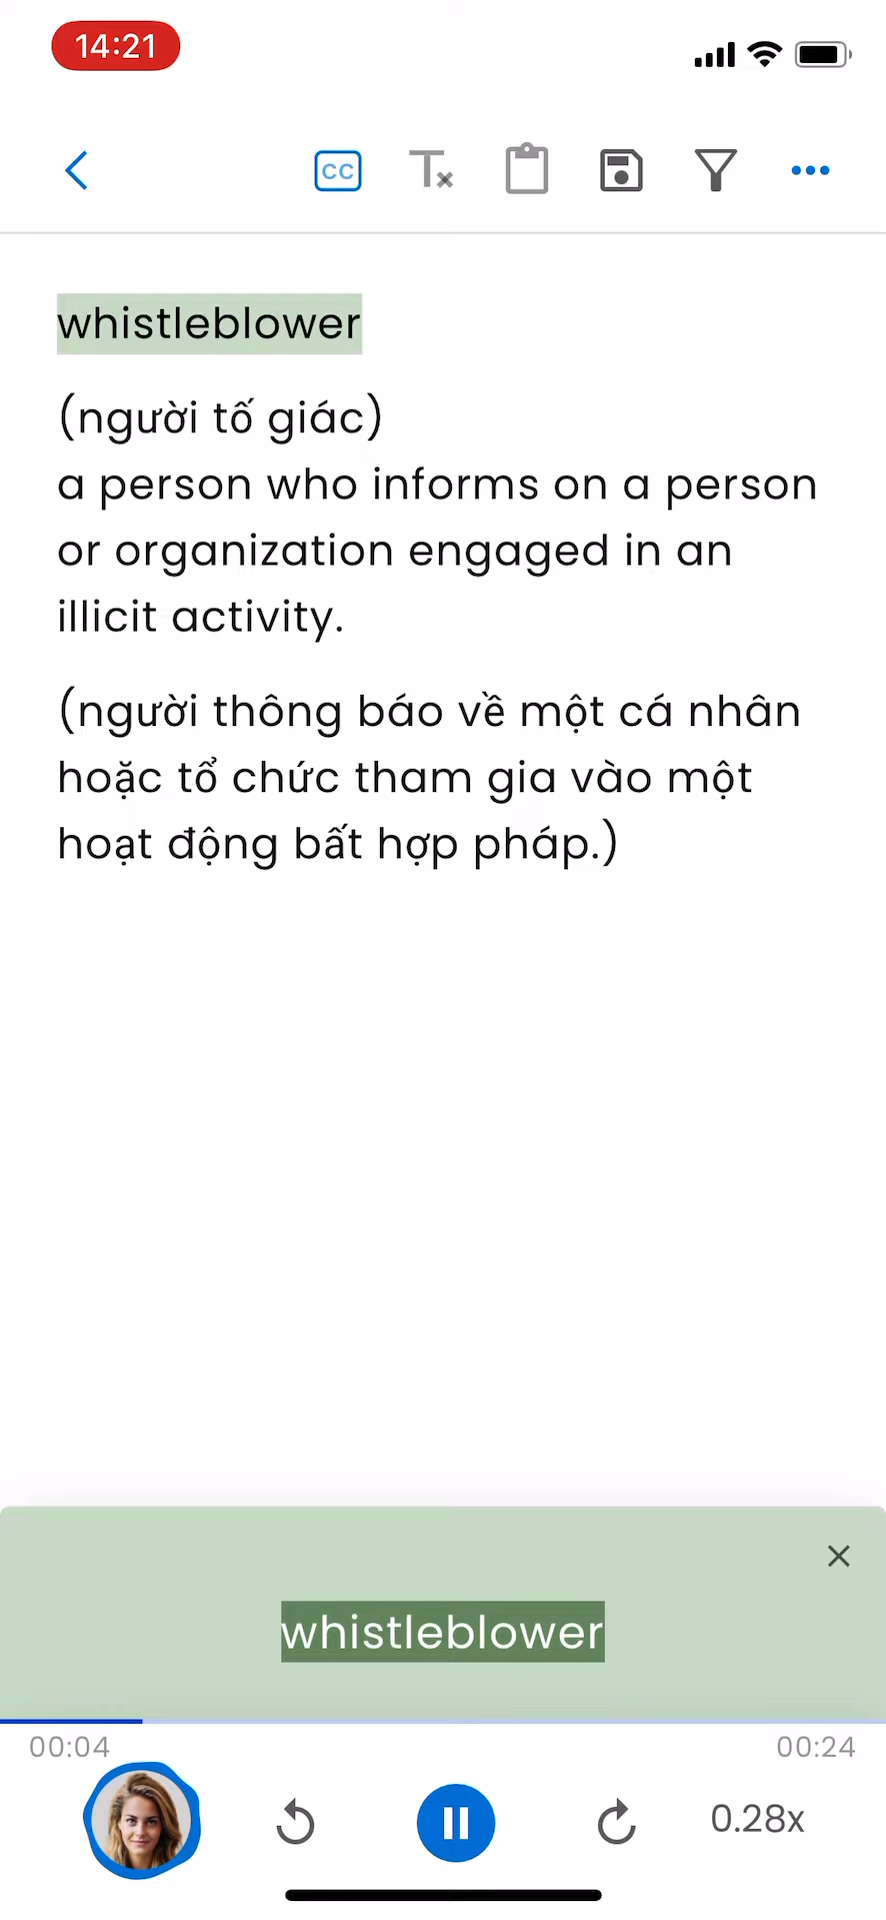 14:21
CC
whistleblower
(người tố giác)
a person who informs on a person
or organization engaged in an
illicit activity.
(người thông báo về một cá nhân
hoặc tổ chức tham gia vào một
hoạt động bất hợp pháp.)
whistleblower
00:04
00:24
0.28x